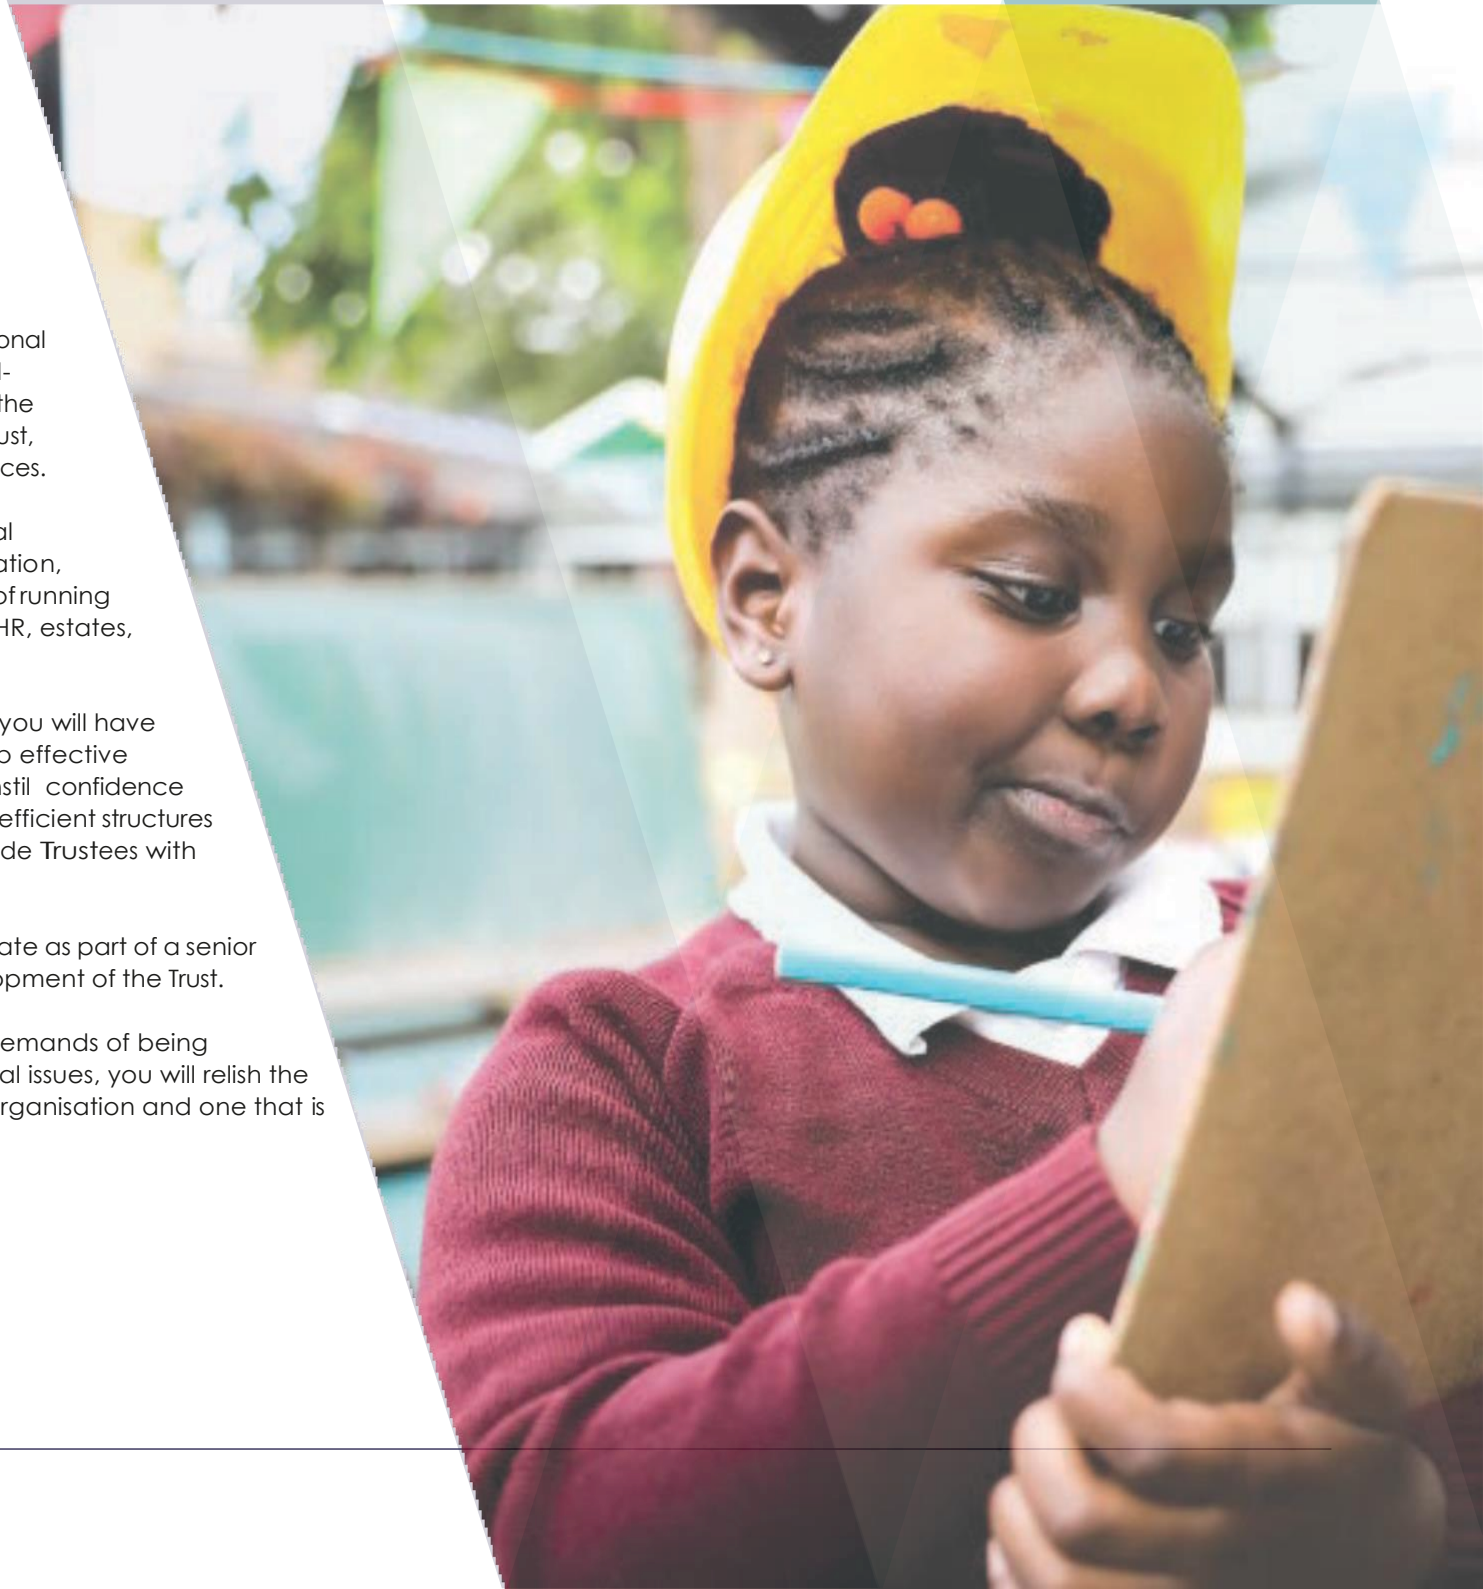 onal
l-
the
ust,
ces.
al
ation,
of running
HR, estates,
you will have
o effective
stil confidence
efficient structures
de Trustees with
ate as part of a senior
opment of the Trust.
emands of being
al issues, you will relish the
rganisation and one that is